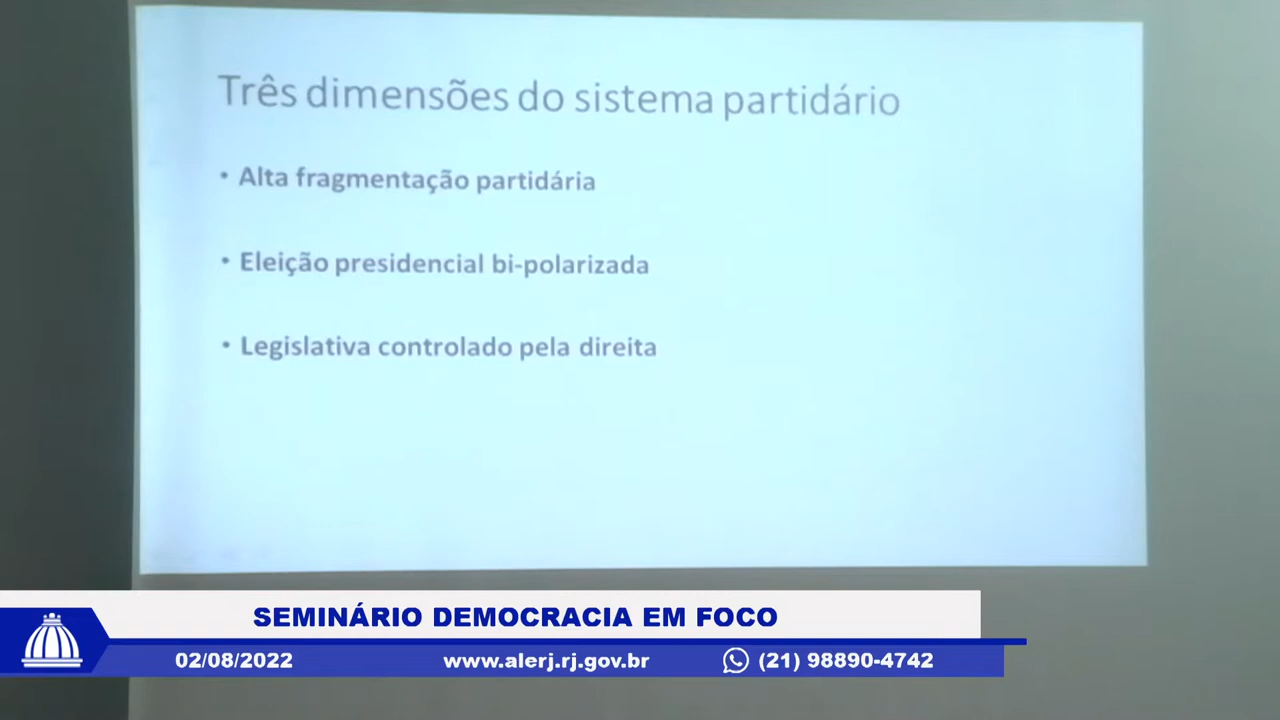 Três dimensões do sistema partidário
• Alta fragmentação partidária
• Eleição presidencial bi-polarizada
• Legislativa controlado pela direita
SEMINÁRIO DEMOCRACIA EM FOCO
02/08/2022 www.alerj.rj.gov.br (21) 98890-4742